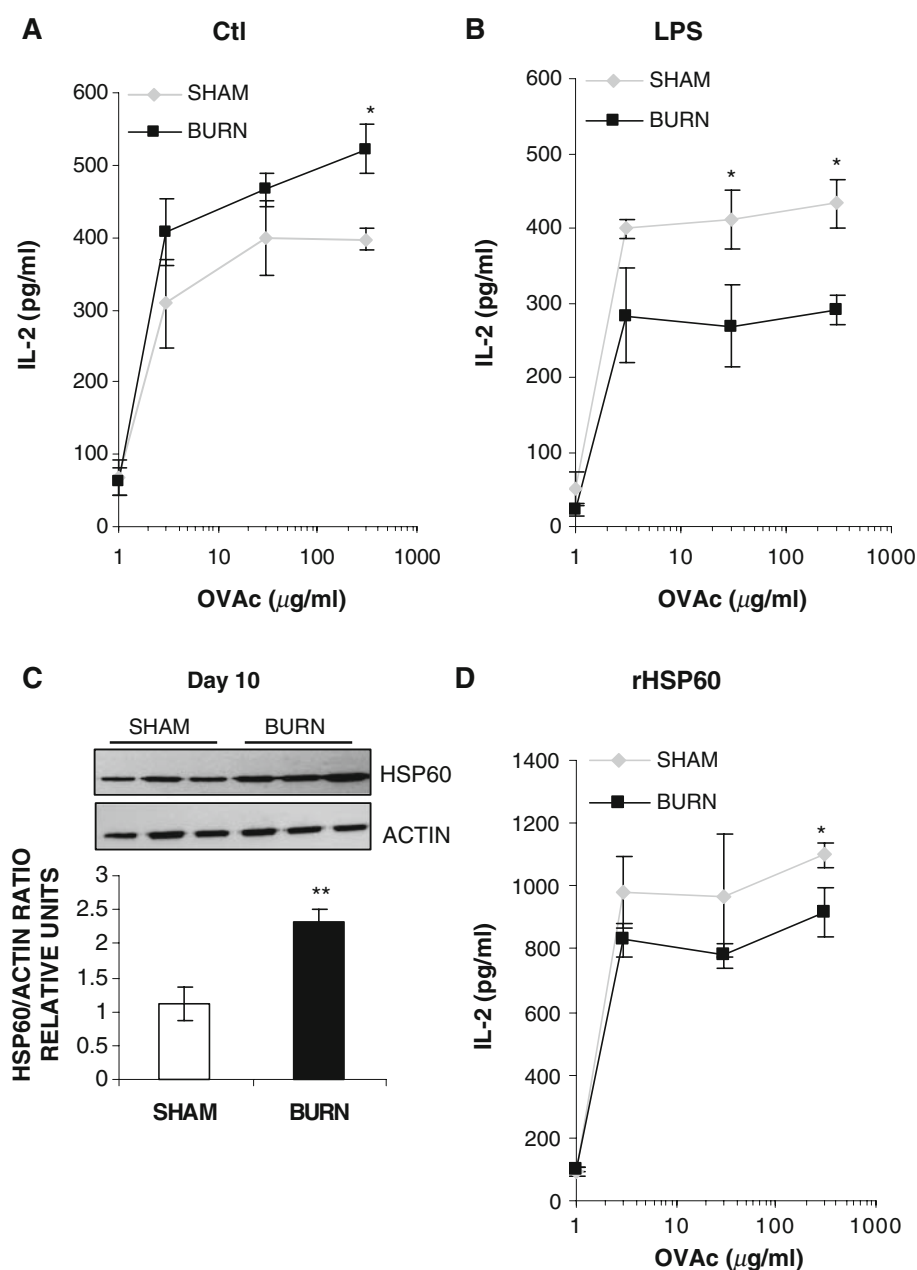 A
Ctl
SHAM
BURN
600
500
400
300
200
100
0
*
IL-2 (pg/ml)
1
10
100
1000
OVAc (μg/ml)
B
LPS
SHAM
BURN
600
500
400
300
200
100
0
*
*
IL-2 (pg/ml)
1
10
100
1000
OVAc (μg/ml)
C
Day 10
SHAM
BURN
HSP60
ACTIN
HSP60/ACTIN RATIO
RELATIVE UNITS
3
2.5
2
1.5
1
0.5
0
**
SHAM
BURN
D
rHSP60
SHAM
BURN
1400
1200
1000
800
600
400
200
0
*
IL-2 (pg/ml)
1
10
100
1000
OVAc (μg/ml)